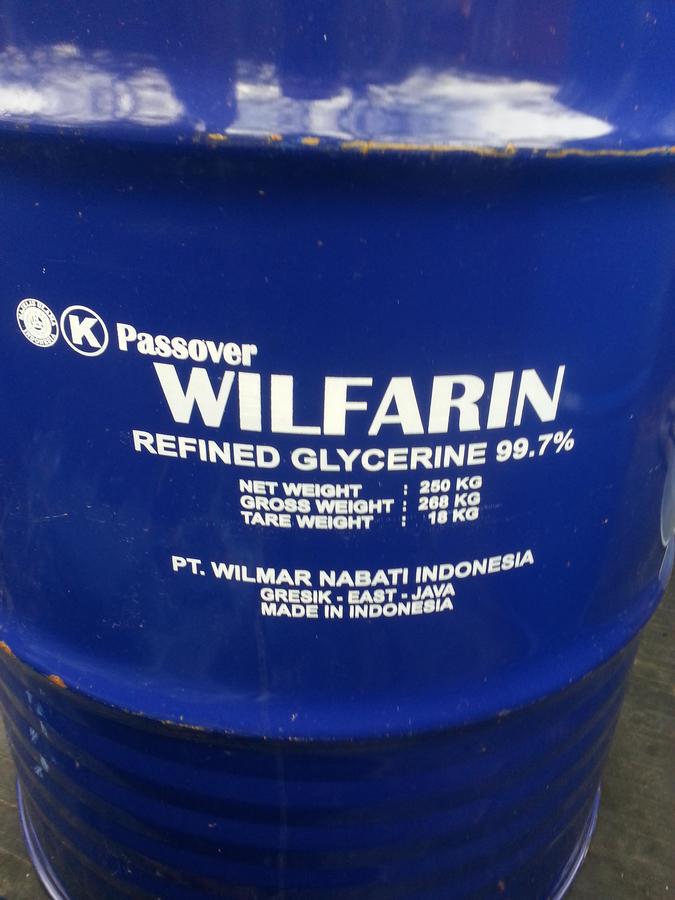 K Passover
WILFARIN
REFINED GLYCERINE 99.7%
NET WEIGHT : 250 KG
GROSS WEIGHT : 268 KG
TARE WEIGHT : 18 KG
PT. WILMAR NABATI INDONESIA
GRESIK - EAST - JAVA
MADE IN INDONESIA